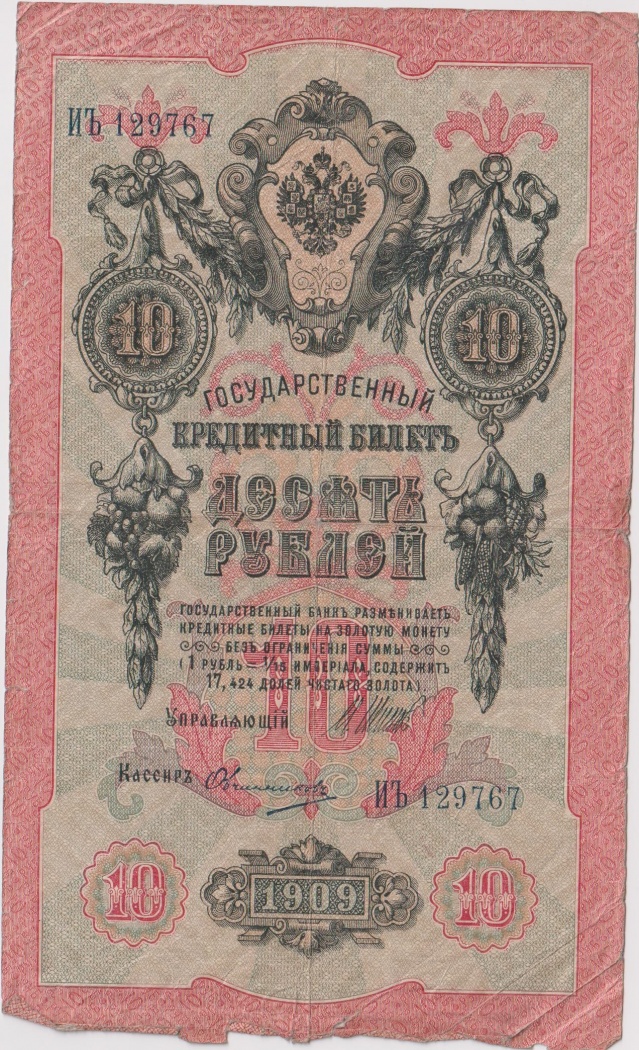 ИЪ 129767
10 10
ГОСУДАРСТВЕННЫЙ
КРЕДИТНЫЙ БИЛЕТЪ
ДЕСЯТЬ
РУБЛЕЙ
ГОСУДАРСТВЕННЫЙ БАНКЪ РАЗМѢНИВАЕТЪ
КРЕДИТНЫЕ БИЛЕТЫ НА ЗОЛОТУЮ МОНЕТУ
БЕЗЪ ОГРАНИЧЕНІЯ СУММЫ
(1 РУБЛЬ = 1/15 ИМПЕРІАЛА, СОДЕРЖИТЪ
17,424 ДОЛЕЙ ЧИСТАГО ЗОЛОТА).
10
УПРАВЛЯЮЩІЙ И Шипов
Кассиръ Овчинниковъ
ИЪ 129767
10 1909 10